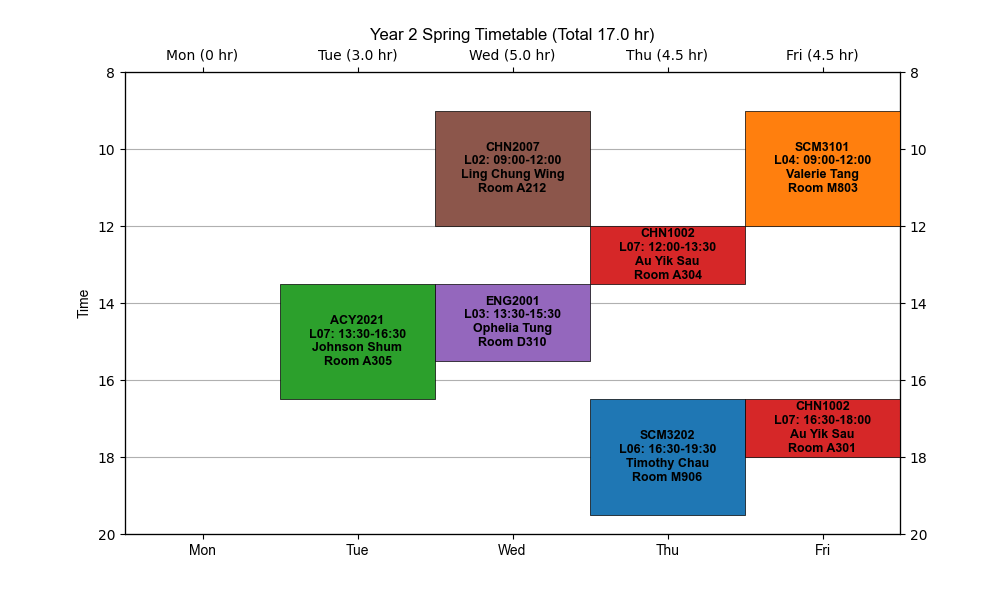 Year 2 Spring Timetable (Total 17.0 hr)
Mon (0 hr) Tue (3.0 hr) Wed (5.0 hr) Thu (4.5 hr) Fri (4.5 hr)
8 8
CHN2007
L02: 09:00-12:00
Ling Chung Wing
Room A212
SCM3101
L04: 09:00-12:00
Valerie Tang
Room M803
10 10
12 12
CHN1002
L07: 12:00-13:30
Au Yik Sau
Room A304
Time
14 14
ACY2021
L07: 13:30-16:30
Johnson Shum
Room A305
ENG2001
L03: 13:30-15:30
Ophelia Tung
Room D310
16 16
SCM3202
L06: 16:30-19:30
Timothy Chau
Room M906
CHN1002
L07: 16:30-18:00
Au Yik Sau
Room A301
18 18
20 20
Mon Tue Wed Thu Fri